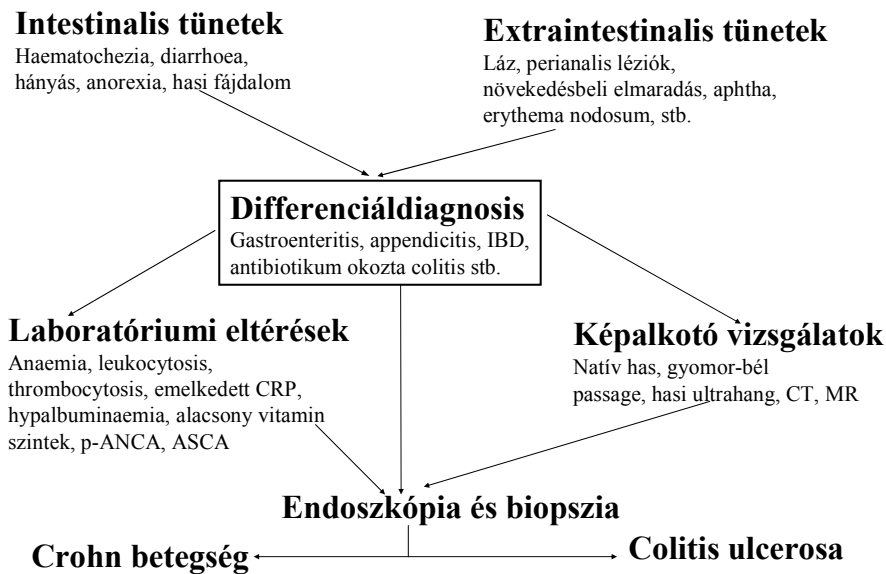 Intestinalis tünetek
Haematochezia, diarrhoea,
hányás, anorexia, hasi fájdalom
Extraintestinalis tünetek
Láz, perianalis léziók,
növekedésbeli elmaradás, aphtha,
erythema nodosum, stb.
Differenciáldiagnosis
Gastroenteritis, appendicitis, IBD,
antibiotikum okozta colitis stb.
Laboratóriumi eltérések
Anaemia, leukocytosis,
thrombocytosis, emelkedett CRP,
hypalbuminaemia, alacsony vitamin
szintek, p-ANCA, ASCA
Képalkotó vizsgálatok
Natív has, gyomor-bél
passage, hasi ultrahang, CT, MR
Endoszkópia és biopszia
Crohn betegség
Colitis ulcerosa